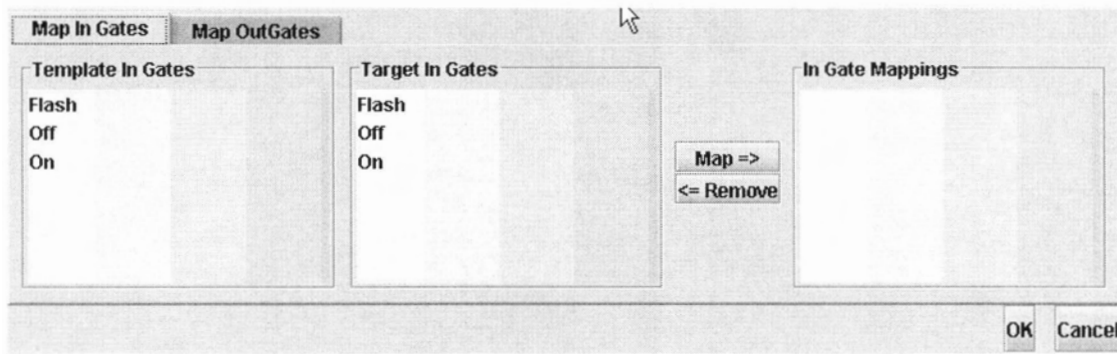 Map In Gates Map OutGates
Template In Gates Target In Gates In Gate Mappings
Flash Flash
Off Off
On On
Map =>
<= Remove
OK Cancel